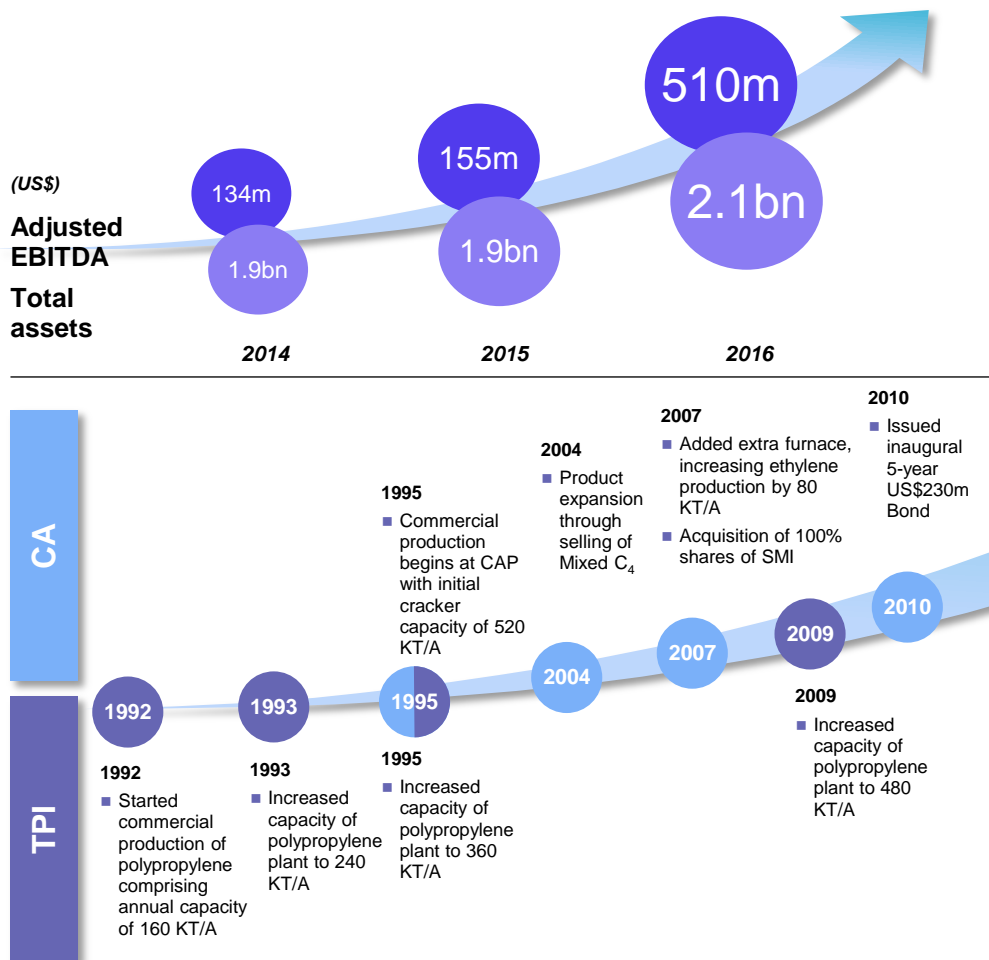 (US$)
Adjusted
EBITDA
Total
assets
134m
1.9bn
155m
1.9bn
510m
2.1bn
2014
2015
2016
CA
1995
■ Commercial
production
begins at CAP
with initial
cracker
capacity of 520
KT/A
2004
■ Product
expansion
through
selling of
Mixed C₄
2007
■ Added extra furnace,
increasing ethylene
production by 80
KT/A
■ Acquisition of 100%
shares of SMI
2010
■ Issued
inaugural
5-year
US$230m
Bond
1992
1993
1995
2004
2007
2009
2010
TPI
1992
■ Started
commercial
production of
polypropylene
comprising
annual capacity
of 160 KT/A
1993
■ Increased
capacity of
polypropylene
plant to 240
KT/A
1995
■ Increased
capacity of
polypropylene
plant to 360
KT/A
2009
■ Increased
capacity of
polypropylene
plant to 480
KT/A